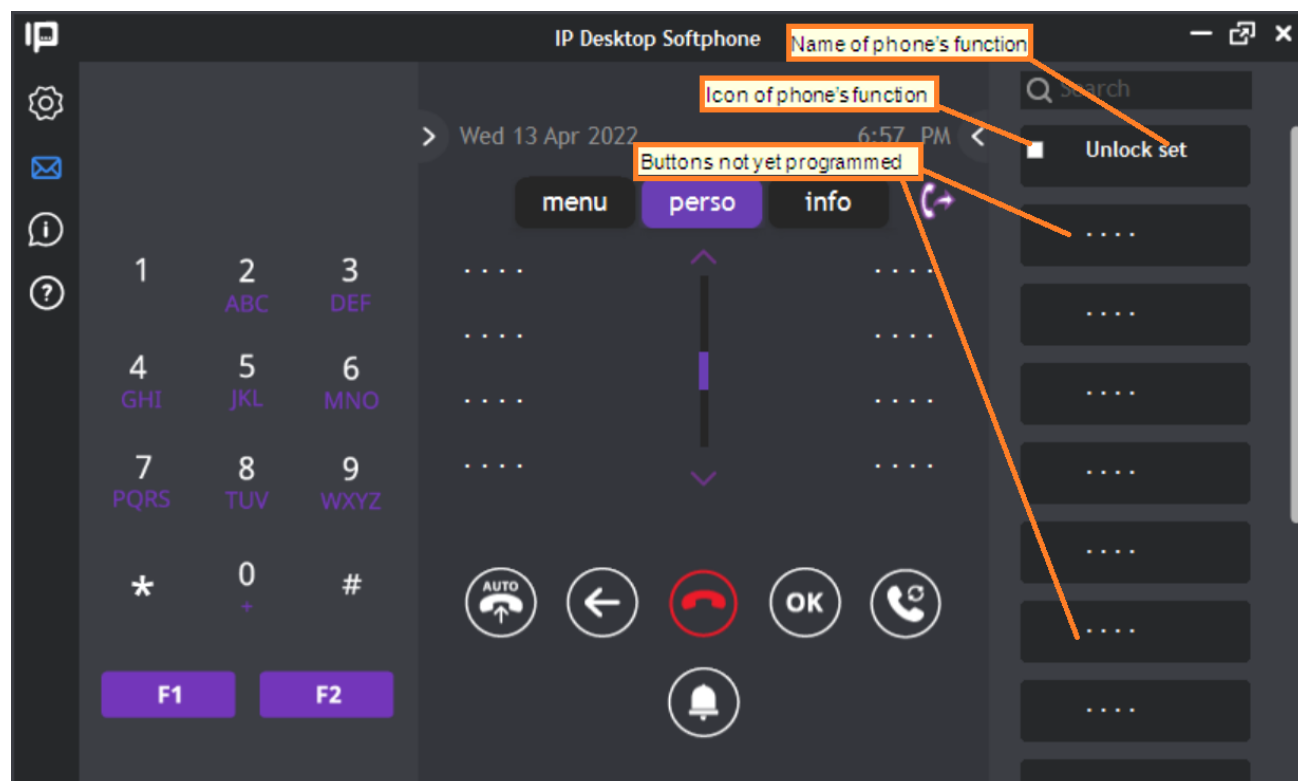 IP
IP Desktop Softphone
Name of phone's function
Icon of phone's function
Search
Wed 13 Apr 2022
6:57 PM
Unlock set
Buttons not yet programmed
menu
perso
info
. . . .
1
2
ABC
3
DEF
. . . .
. . . .
. . . .
. . . .
. . . .
4
GHI
5
JKL
6
MNO
. . . .
. . . .
. . . .
7
PQRS
8
TUV
9
WXYZ
. . . .
. . . .
. . . .
*
0
+
#
AUTO
OK
. . . .
. . . .
F1
F2
. . . .